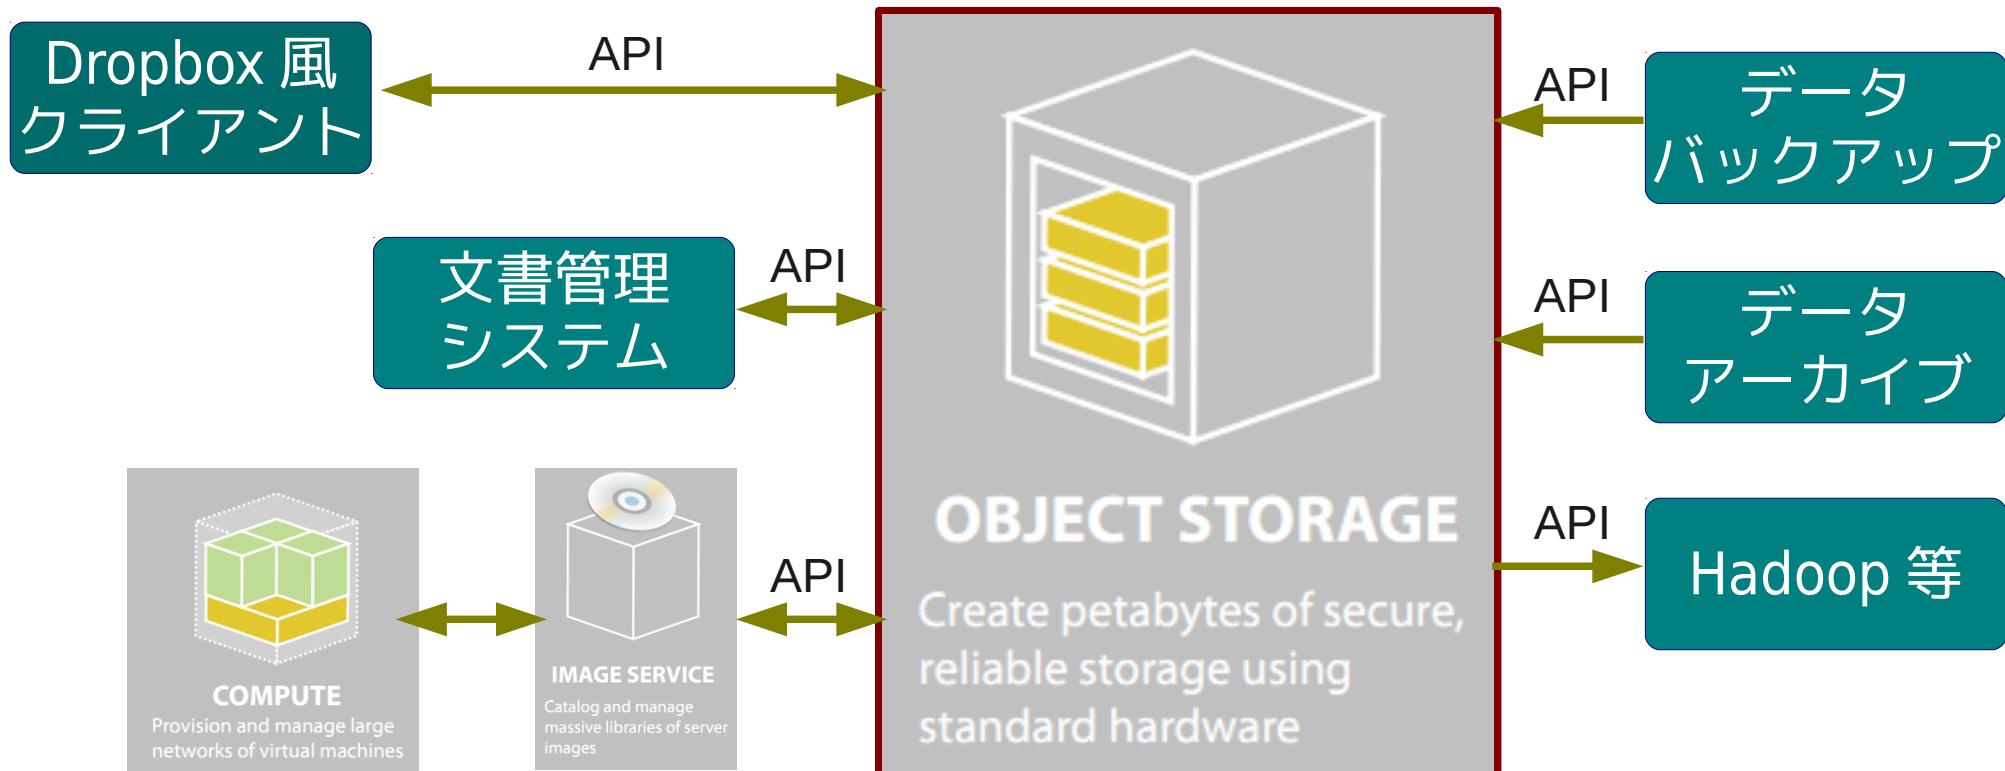 Dropbox 風
クライアント
API
文書管理
システム
API
COMPUTE
Provision and manage large
networks of virtual machines
IMAGE SERVICE
Catalog and manage
massive libraries of server
images
API
OBJECT STORAGE
Create petabytes of secure,
reliable storage using
standard hardware
API
データ
バックアップ
API
データ
アーカイブ
API
Hadoop 等